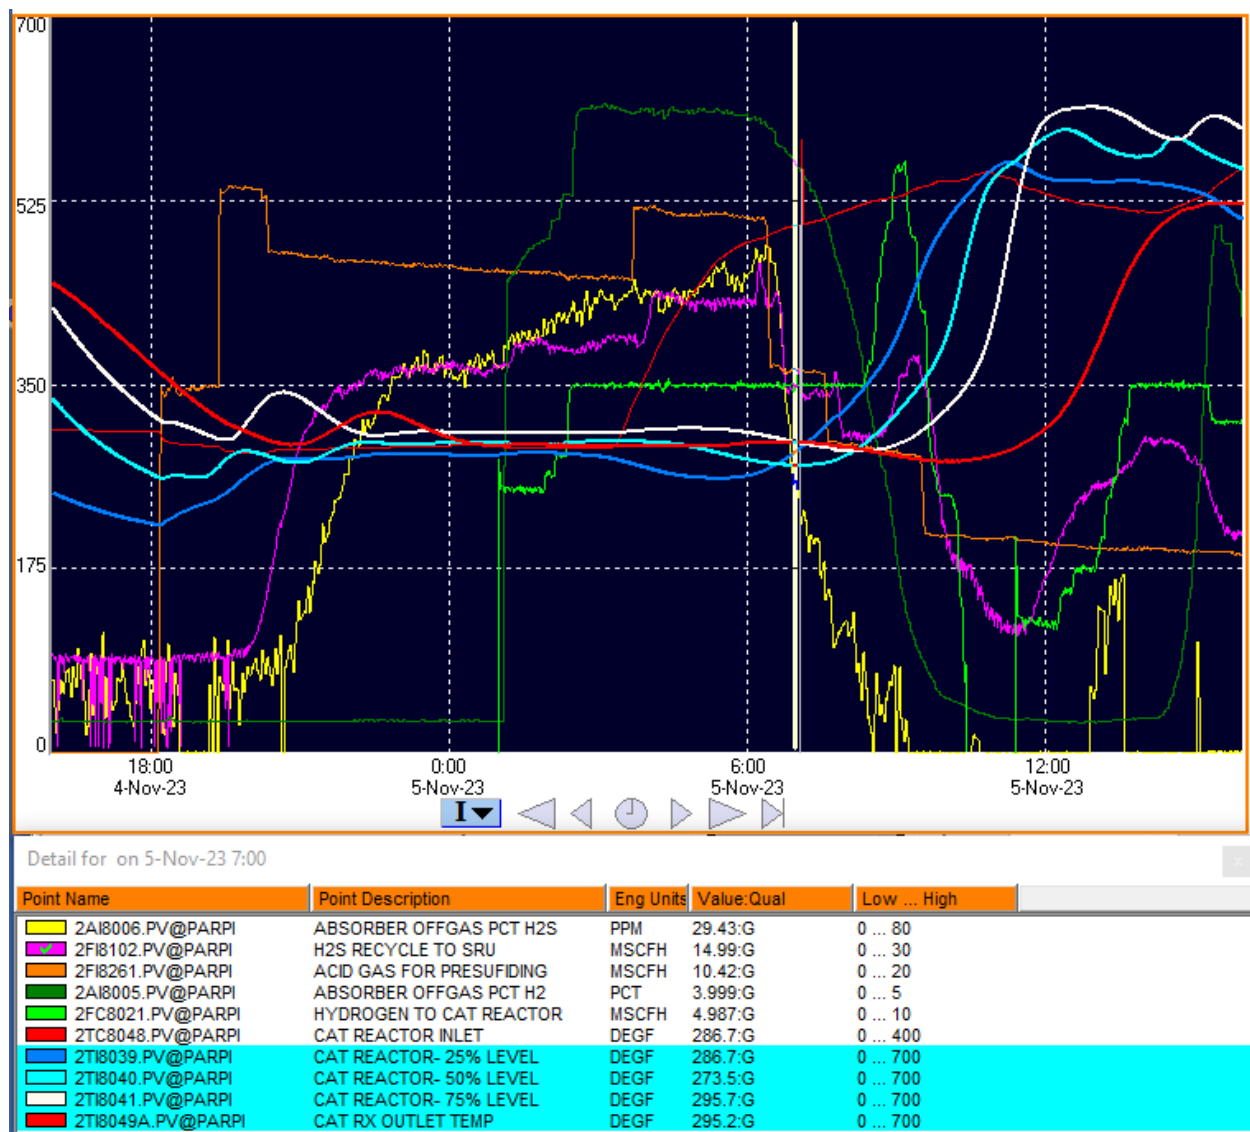 700
525
350
175
0
18:00 0:00 6:00 12:00
4-Nov-23 5-Nov-23 5-Nov-23 5-Nov-23
I
Detail for on 5-Nov-23 7:00
x
Point Name Point Description Eng Units Value:Qual Low ... High
2AI8006.PV@PARPI ABSORBER OFFGAS PCT H2S PPM 29.43:G 0 ... 80
2FI8102.PV@PARPI H2S RECYCLE TO SRU MSCFH 14.99:G 0 ... 30
2FI8261.PV@PARPI ACID GAS FOR PRESUFIDING MSCFH 10.42:G 0 ... 20
2AI8005.PV@PARPI ABSORBER OFFGAS PCT H2 PCT 3.999:G 0 ... 5
2FC8021.PV@PARPI HYDROGEN TO CAT REACTOR MSCFH 4.987:G 0 ... 10
2TC8048.PV@PARPI CAT REACTOR INLET DEGF 286.7:G 0 ... 400
2TI8039.PV@PARPI CAT REACTOR- 25% LEVEL DEGF 286.7:G 0 ... 700
2TI8040.PV@PARPI CAT REACTOR- 50% LEVEL DEGF 273.5:G 0 ... 700
2TI8041.PV@PARPI CAT REACTOR- 75% LEVEL DEGF 295.7:G 0 ... 700
2TI8049A.PV@PARPI CAT RX OUTLET TEMP DEGF 295.2:G 0 ... 700